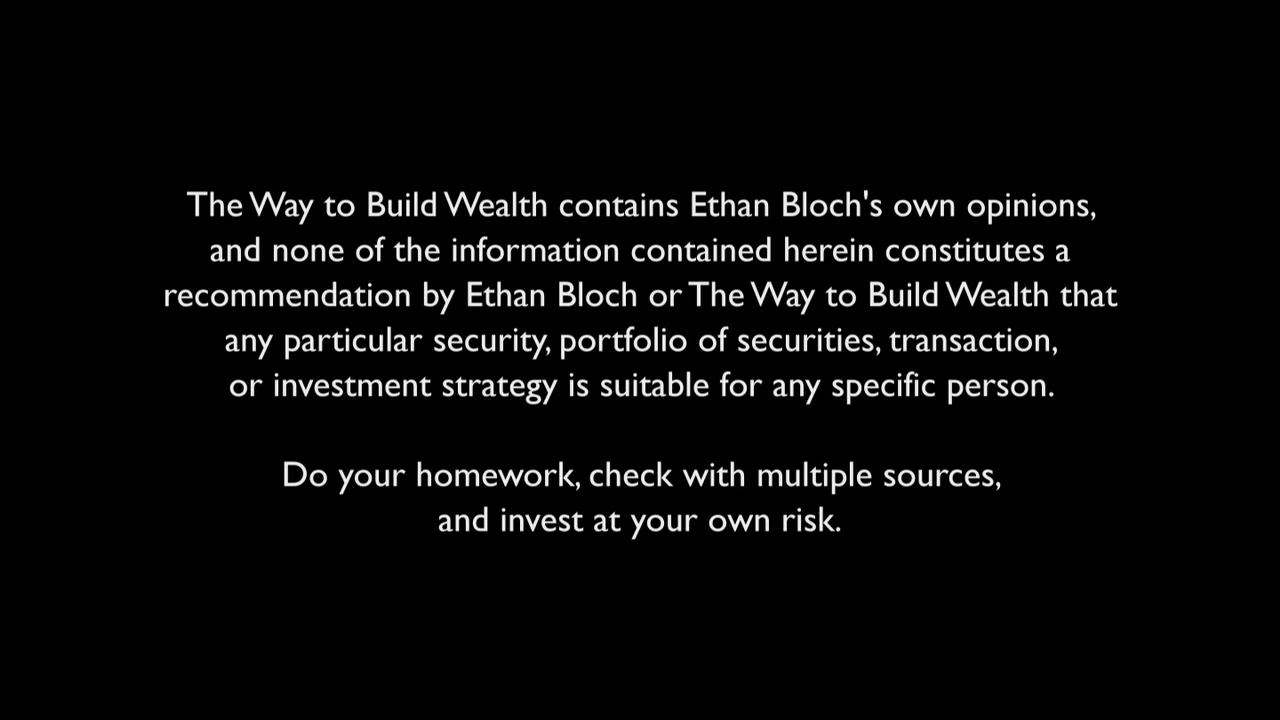 The Way to Build Wealth contains Ethan Bloch's own opinions,
and none of the information contained herein constitutes a
recommendation by Ethan Bloch or The Way to Build Wealth that
any particular security, portfolio of securities, transaction,
or investment strategy is suitable for any specific person.
Do your homework, check with multiple sources,
and invest at your own risk.